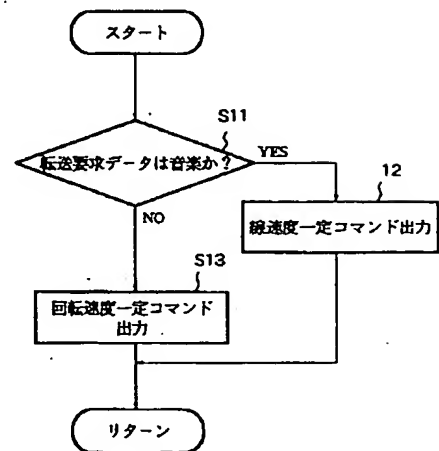 スタート
S11
転送要求データは音楽か?
YES
12
線速度一定コマンド出力
NO
S13
回転速度一定コマンド
出力
リターン